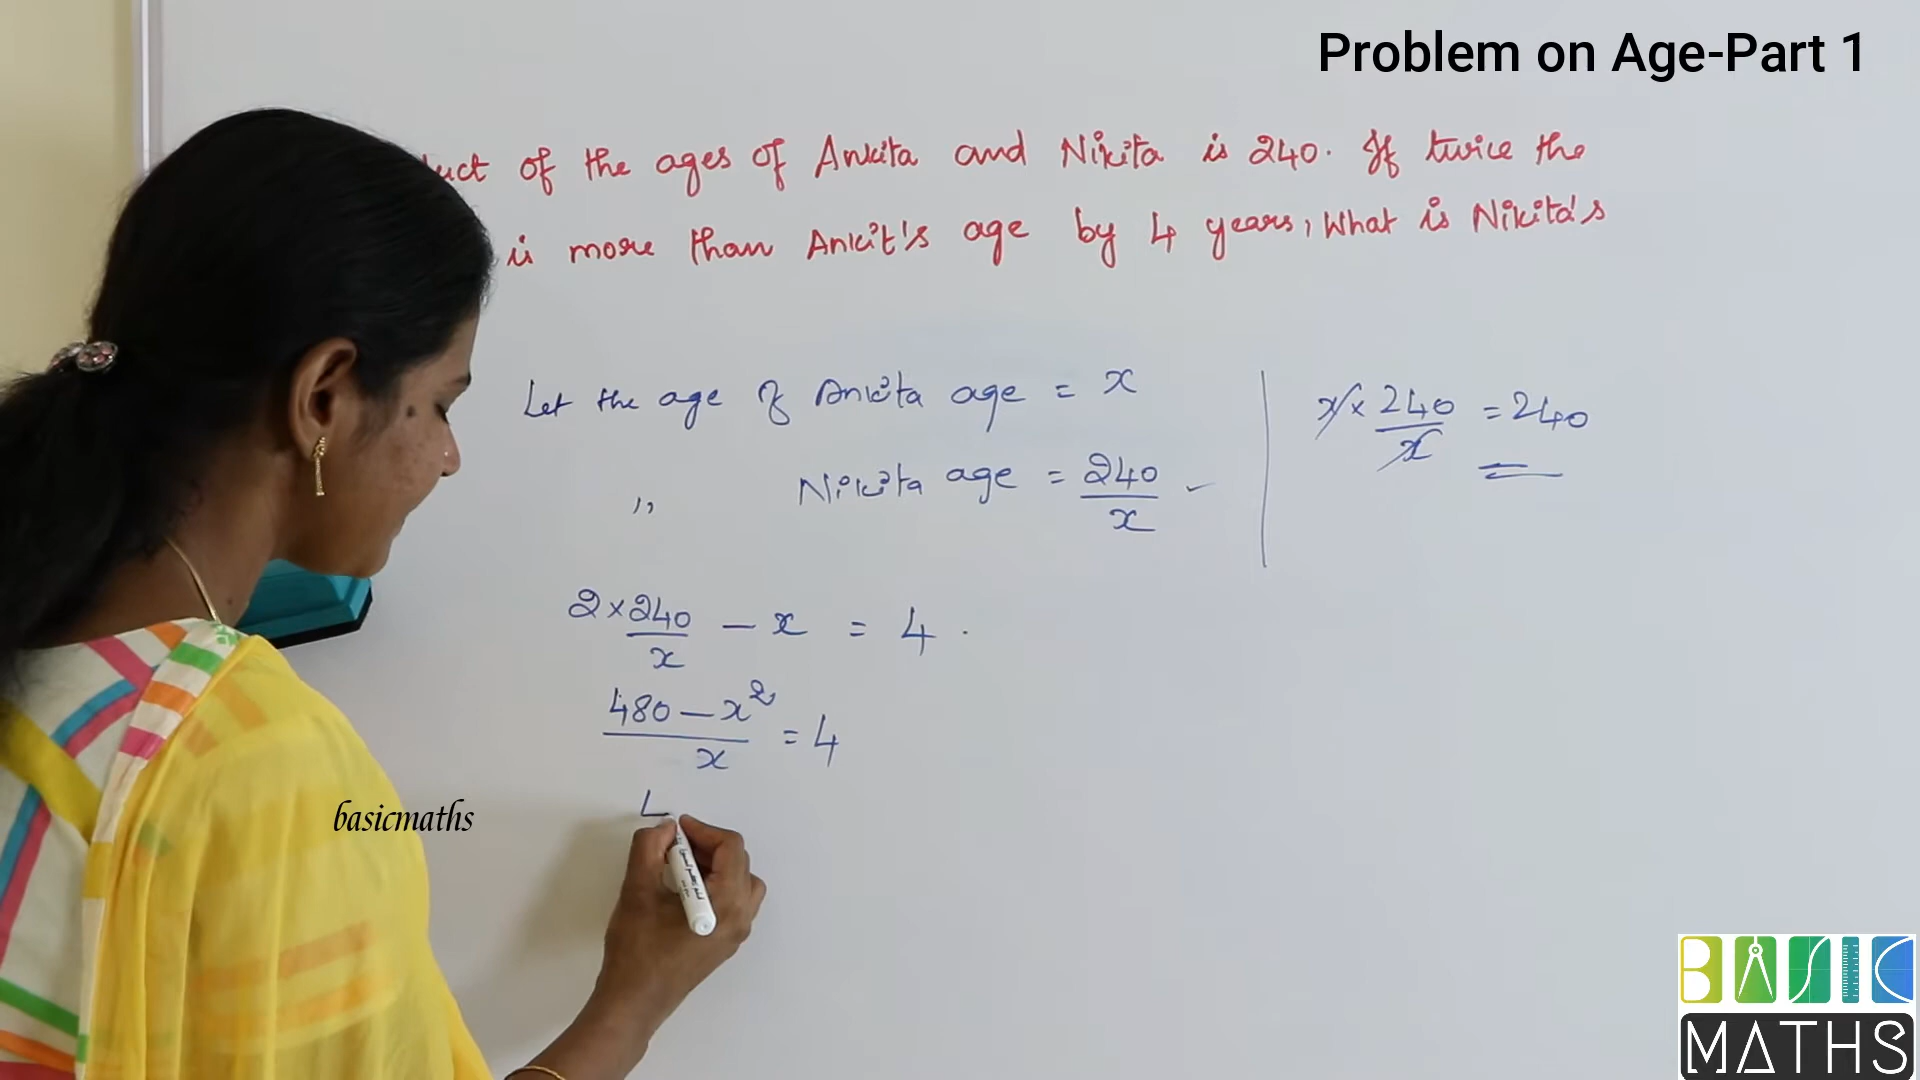 Problem on Age-Part 1
of the ages of Ankita and Nikita is 240. If twice the
is more than Ankit's age by 4 years, What is Nikita's
Let the age of Ankita age = x
,, Nikita age = 240/x
x × 240/x = 240
2 × 240/x − x = 4 .
480 − x²/x = 4
basicmaths
BASIC
MATHS